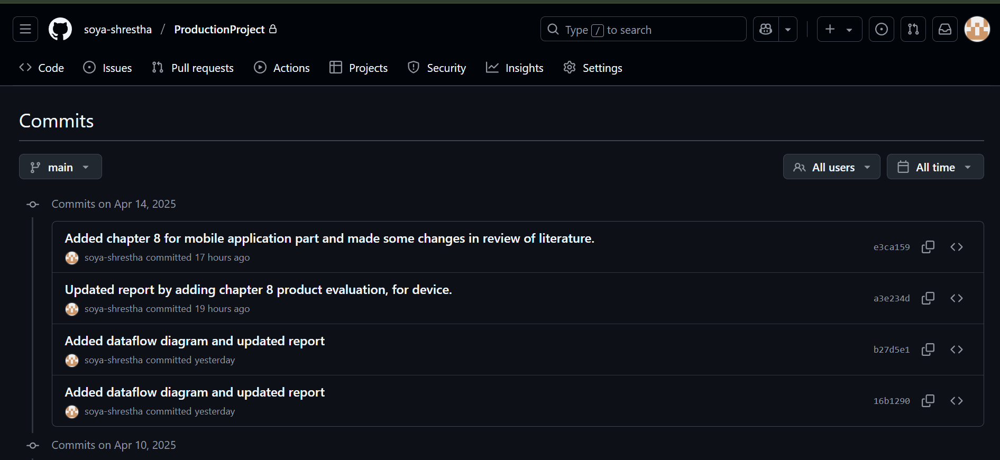 soya-shrestha / ProductionProject
Type / to search
Code Issues Pull requests Actions Projects Security Insights Settings
Commits
main All users All time
Commits on Apr 14, 2025
Added chapter 8 for mobile application part and made some changes in review of literature.
soya-shrestha committed 17 hours ago
e3ca159
Updated report by adding chapter 8 product evaluation, for device.
soya-shrestha committed 19 hours ago
a3e234d
Added dataflow diagram and updated report
soya-shrestha committed yesterday
b27d5e1
Added dataflow diagram and updated report
soya-shrestha committed yesterday
16b1290
Commits on Apr 10, 2025